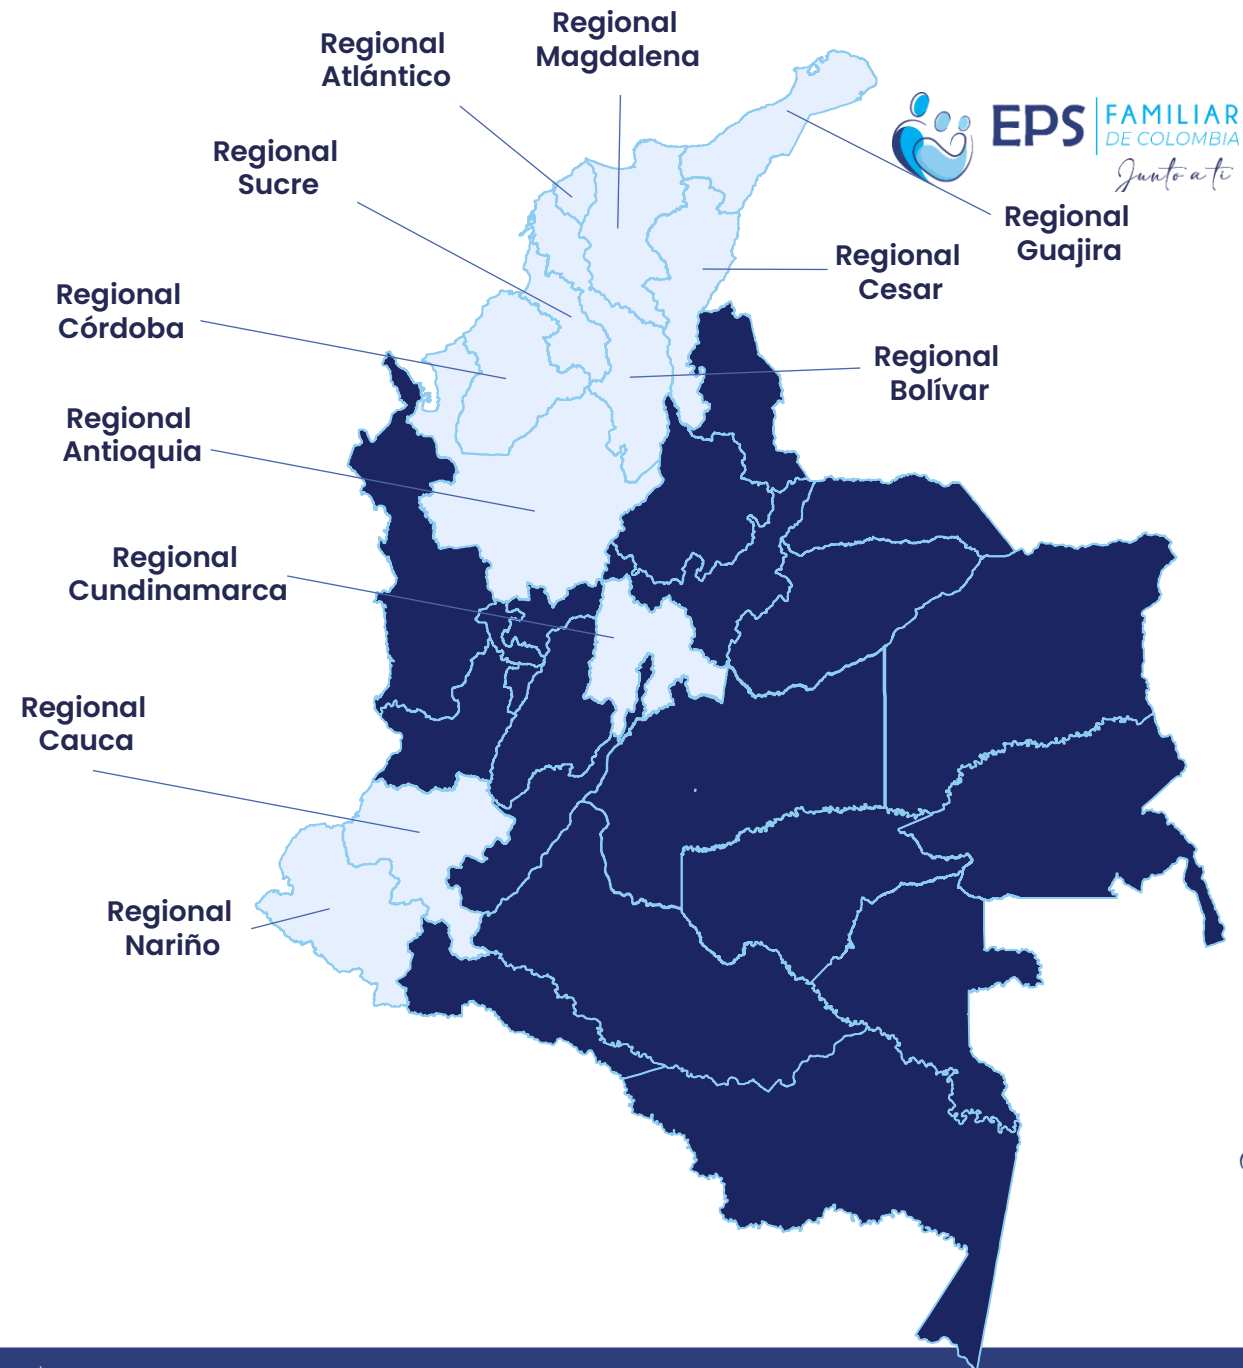 Regional
Magdalena
Regional
Atlántico
EPS
FAMILIAR
DE COLOMBIA
Junto a ti
Regional
Sucre
Regional
Guajira
Regional
Cesar
Regional
Córdoba
Regional
Bolívar
Regional
Antioquia
Regional
Cundinamarca
Regional
Cauca
Regional
Nariño